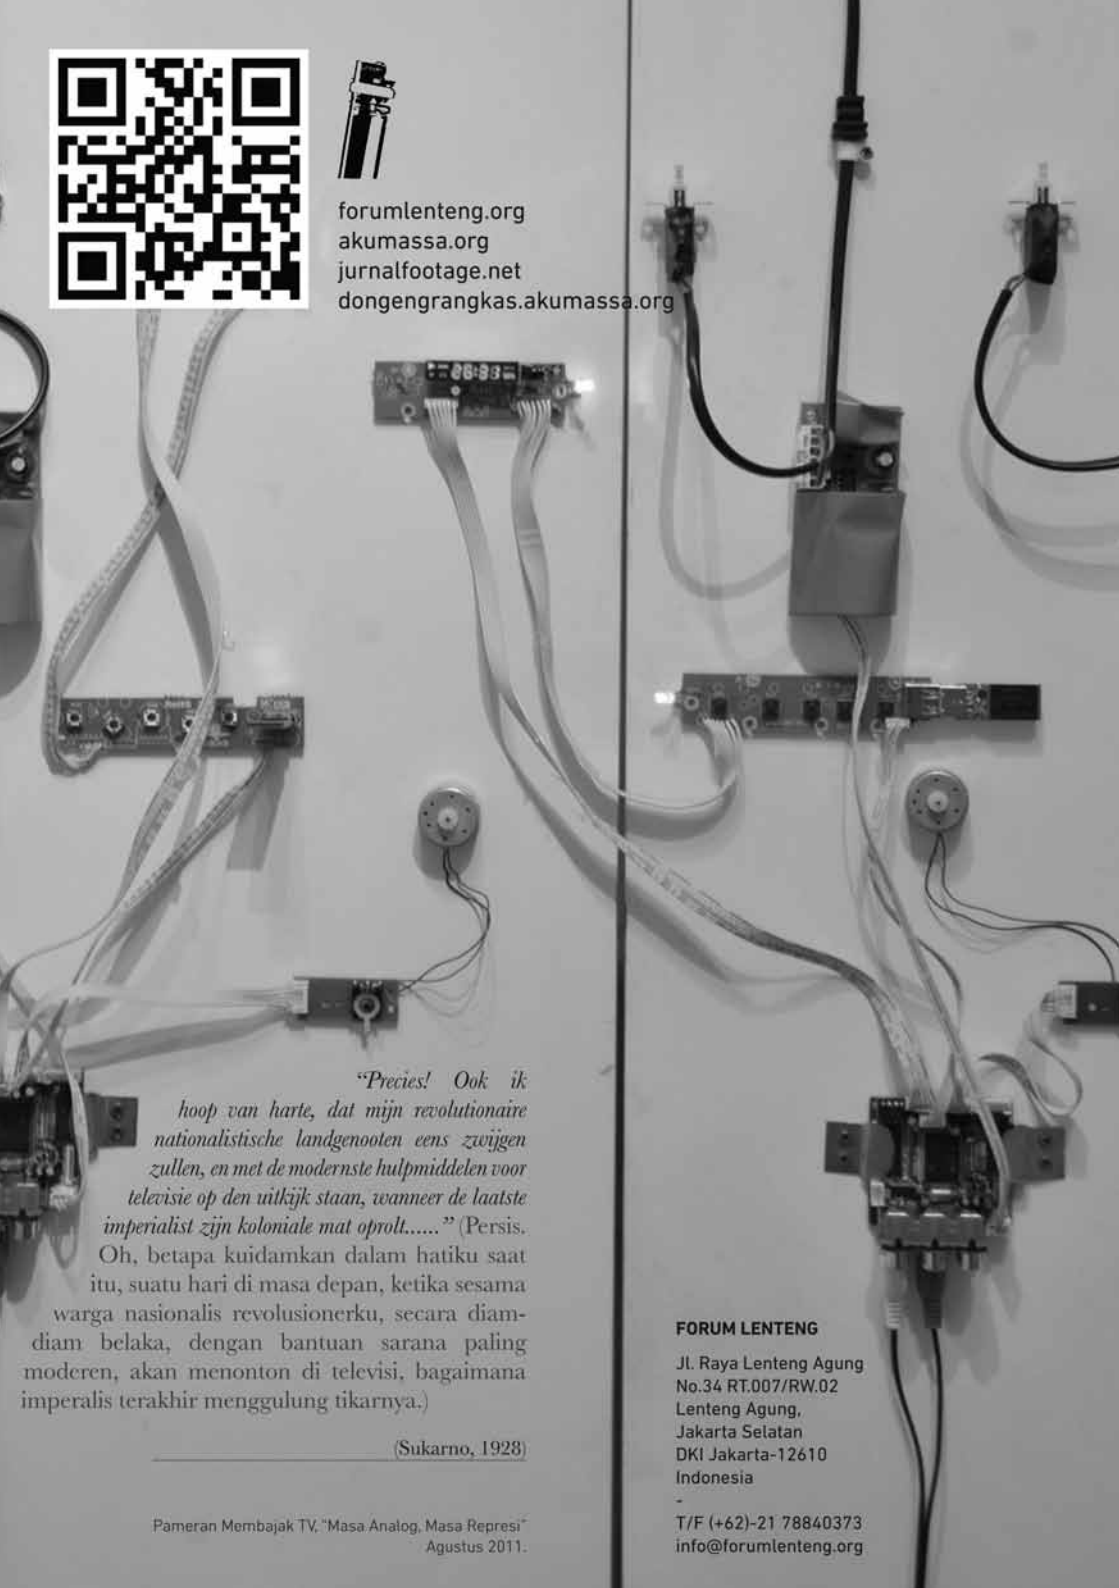 forumlenteng.org
akumassa.org
jurnalfootage.net
dongengrangkas.akumassa.org
“Precies! Ook ik
hoop van harte, dat mijn revolutionaire
nationalistische landgenooten eens zwijgen
zullen, en met de modernste hulpmiddelen voor
televisie op den uitkijk staan, wanneer de laatste
imperialist zijn koloniale mat oprolt......” (Persis.
Oh, betapa kuidamkan dalam hatiku saat
itu, suatu hari di masa depan, ketika sesama
warga nasionalis revolusionerku, secara diam-
diam belaka, dengan bantuan sarana paling
moderen, akan menonton di televisi, bagaimana
imperalis terakhir menggulung tikarnya.)
(Sukarno, 1928)
Pameran Membajak TV, “Masa Analog, Masa Represi”
Agustus 2011.
FORUM LENTENG
Jl. Raya Lenteng Agung
No.34 RT.007/RW.02
Lenteng Agung,
Jakarta Selatan
DKI Jakarta-12610
Indonesia
-
T/F (+62)-21 78840373
info@forumlenteng.org